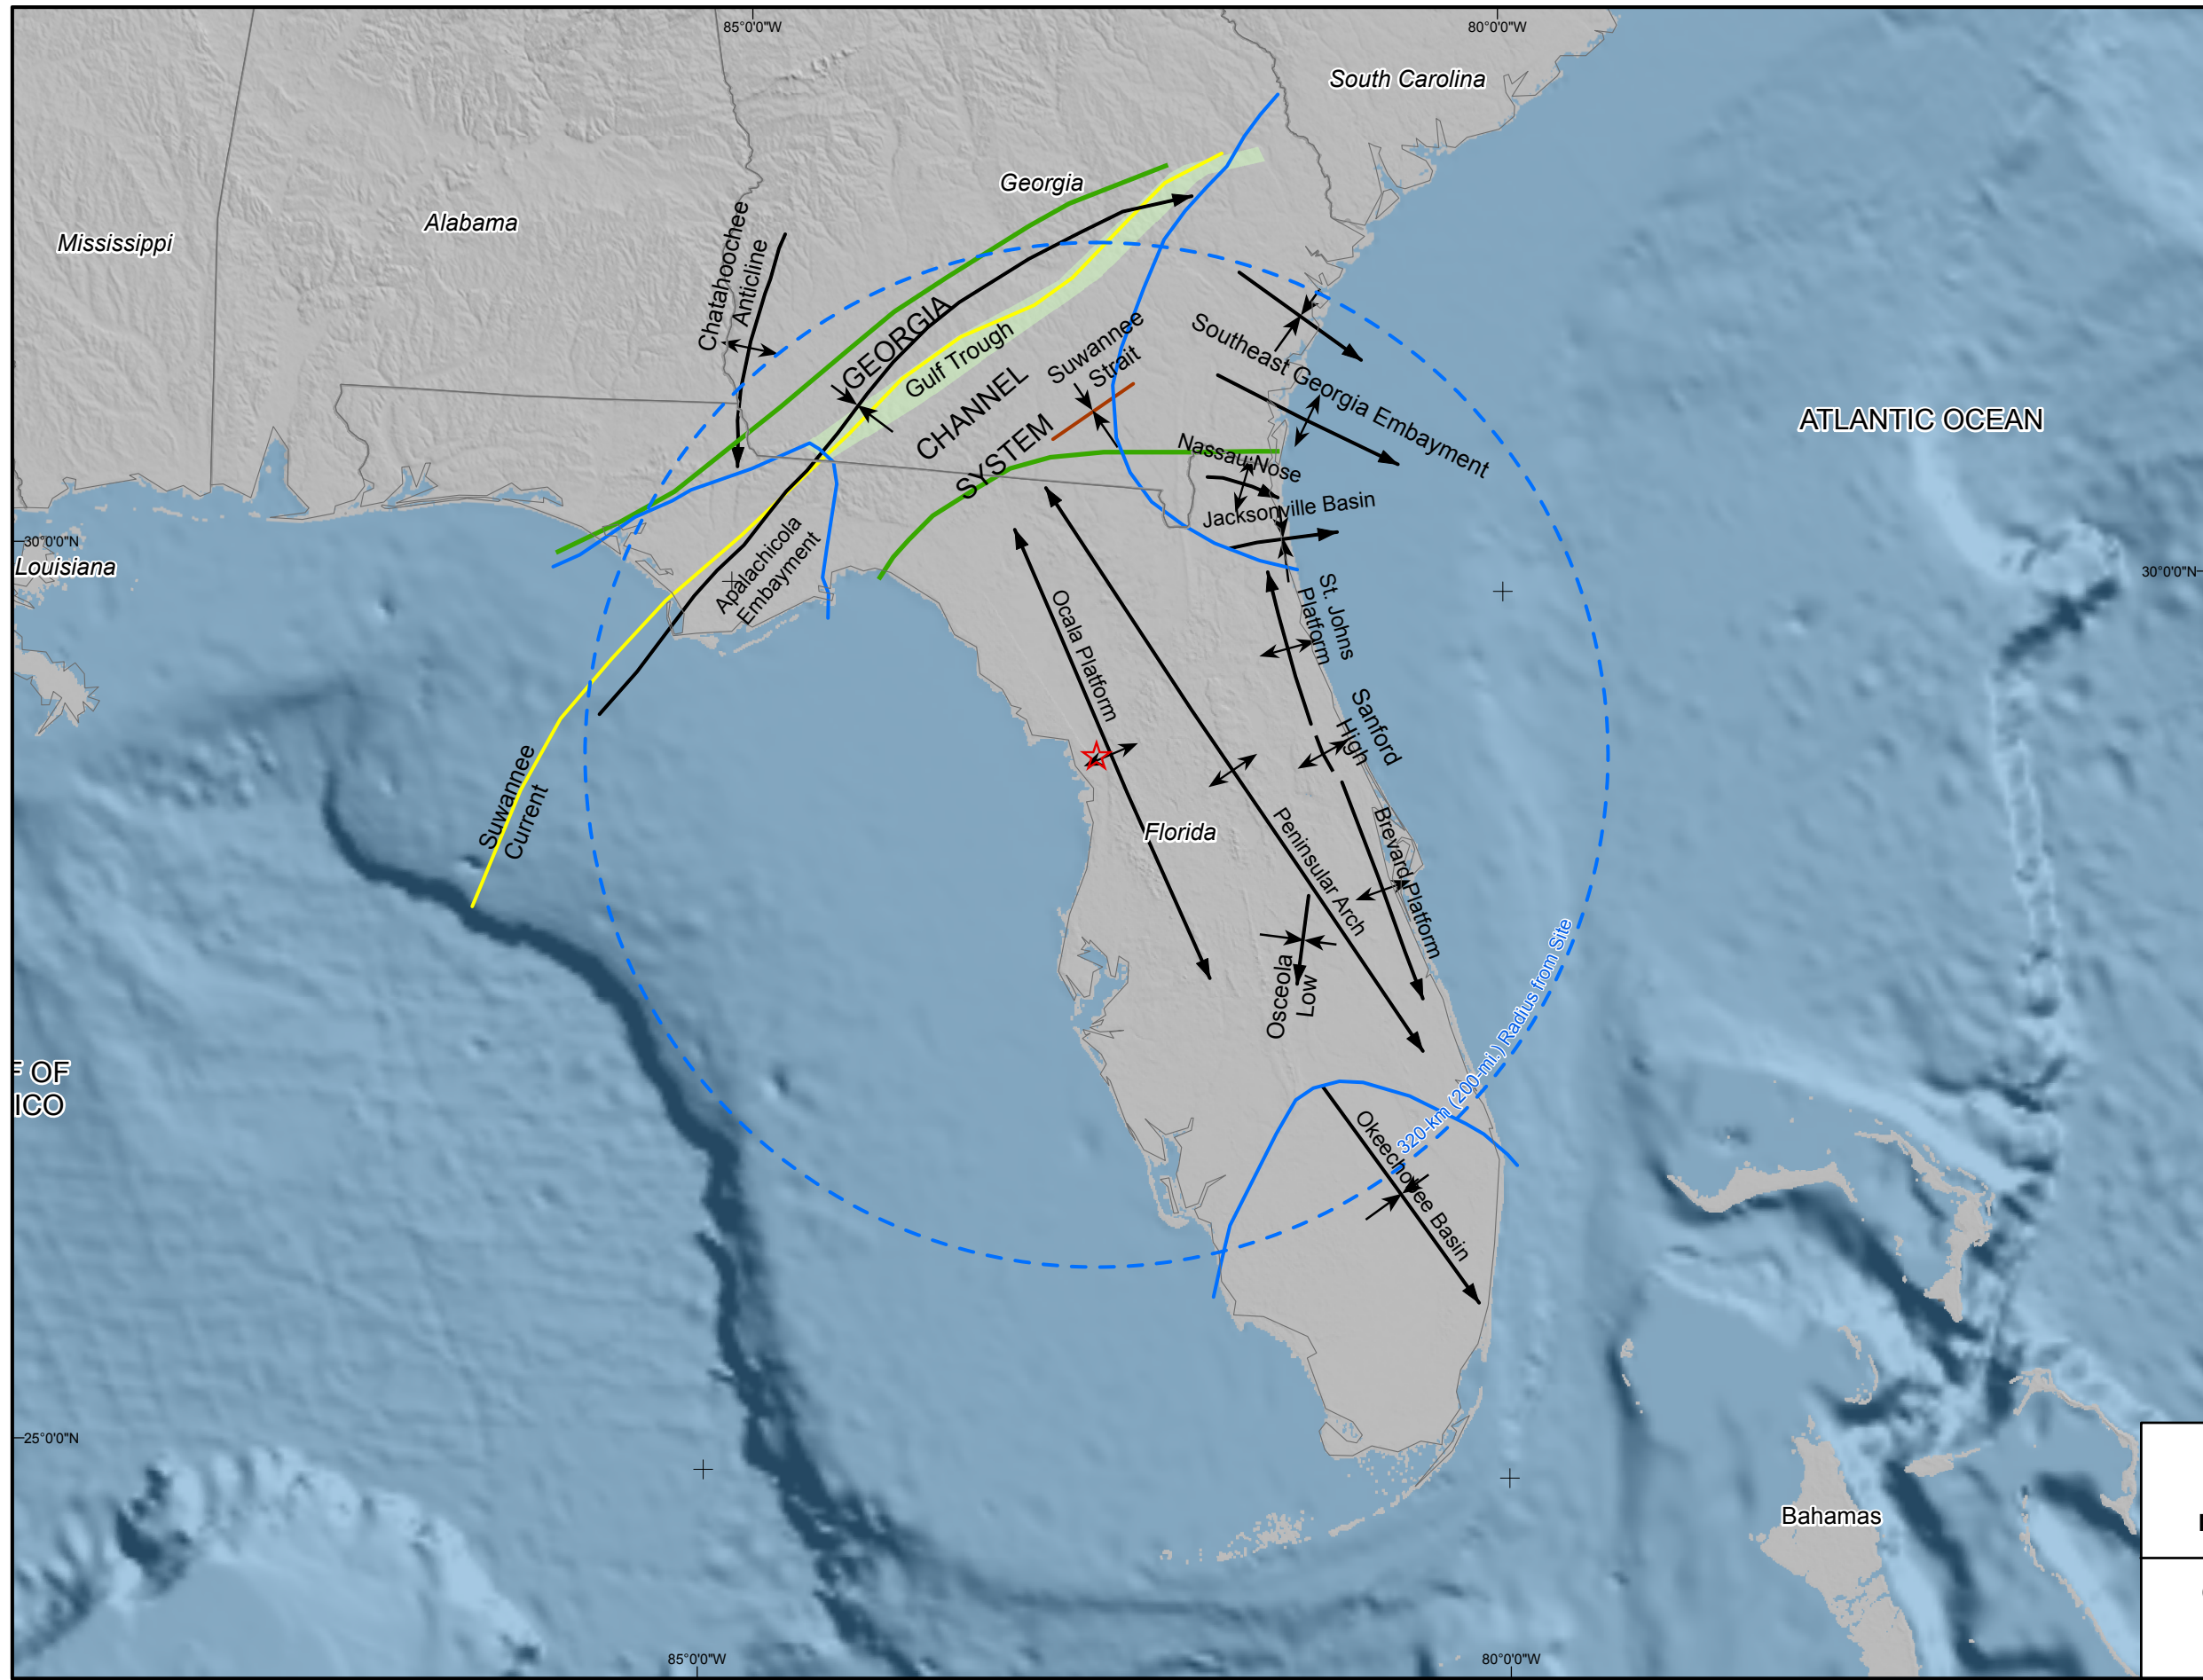 85°0'0"W
80°0'0"W
South Carolina
Georgia
Alabama
Mississippi
Chatahoochee
Anticline
GEORGIA
Gulf Trough
CHANNEL
SYSTEM
Suwannee
Strait
Southeast Georgia Embayment
ATLANTIC OCEAN
Nassau Nose
Jacksonville Basin
30°0'0"N
30°0'0"N
Louisiana
Apalachicola
Embayment
Ocala Platform
St. Johns
Platform
Sanford
High
Suwannee
Current
Florida
Peninsular Arch
Brevard Platform
Osceola
Low
320-km (200-mi.) Radius from Site
F OF
ICO
Okeechobee Basin
25°0'0"N
Bahamas
85°0'0"W
80°0'0"W